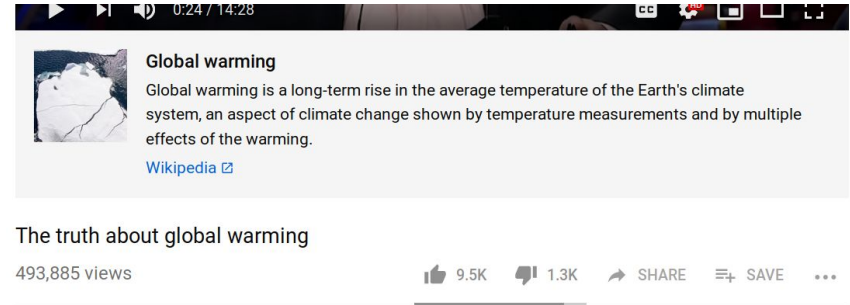 0:24 / 14:28
CC
HD
Global warming
Global warming is a long-term rise in the average temperature of the Earth's climate
system, an aspect of climate change shown by temperature measurements and by multiple
effects of the warming.
Wikipedia
The truth about global warming
493,885 views
9.5K 1.3K SHARE SAVE